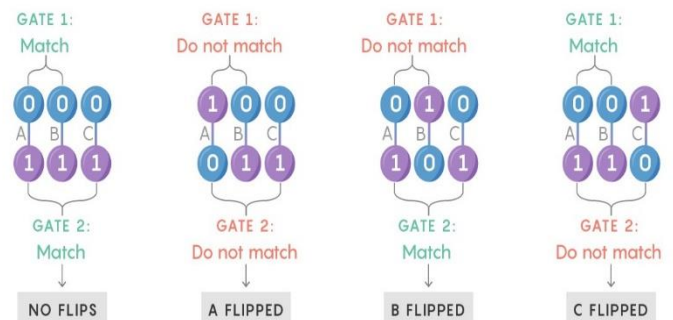 GATE 1:
Match
0 0 0
A B C
1 1 1
GATE 2:
Match
NO FLIPS
GATE 1:
Do not match
1 0 0
A B C
0 1 1
GATE 2:
Do not match
A FLIPPED
GATE 1:
Do not match
0 1 0
A B C
1 0 1
GATE 2:
Match
B FLIPPED
GATE 1:
Match
0 0 1
A B C
1 1 0
GATE 2:
Do not match
C FLIPPED